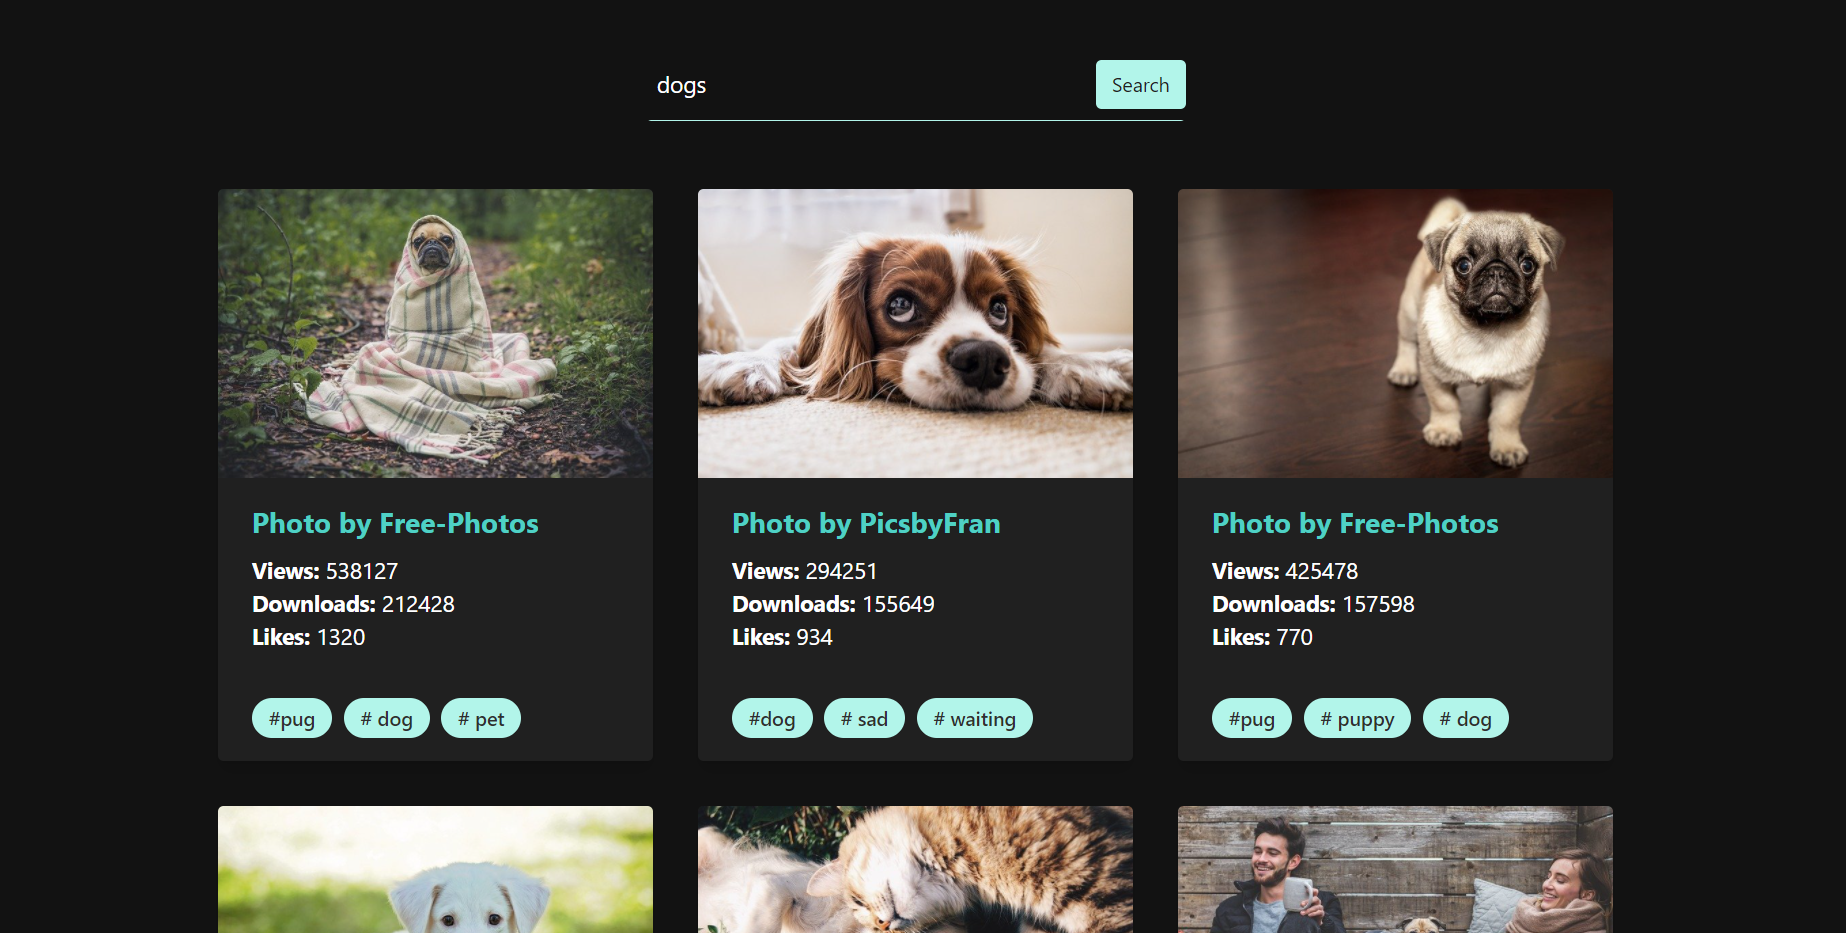 dogs
Search
Photo by Free-Photos
Views: 538127
Downloads: 212428
Likes: 1320
#pug
# dog
# pet
Photo by PicsbyFran
Views: 294251
Downloads: 155649
Likes: 934
#dog
# sad
# waiting
Photo by Free-Photos
Views: 425478
Downloads: 157598
Likes: 770
#pug
# puppy
# dog